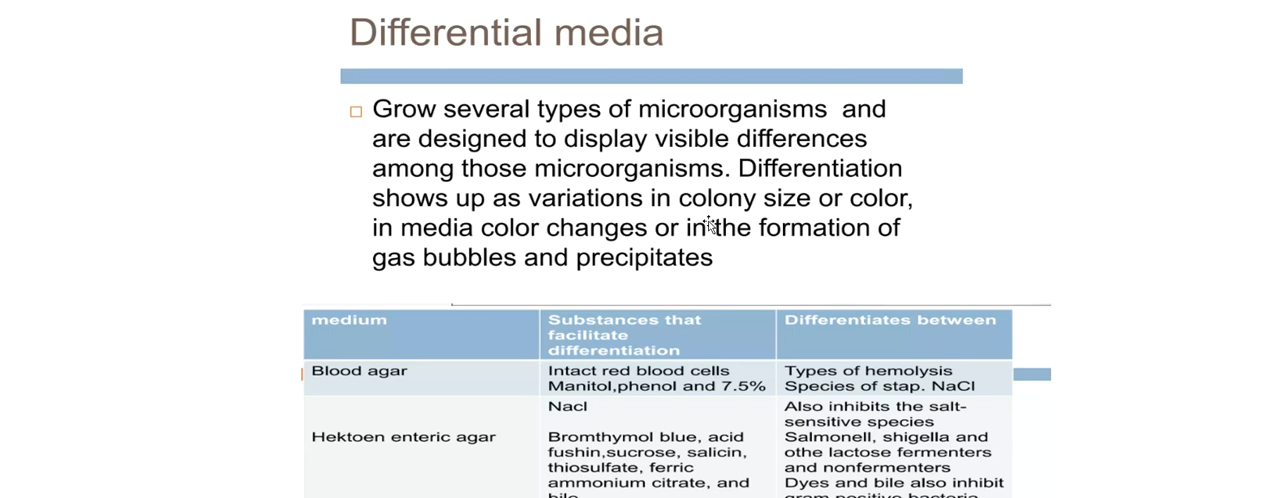 Differential media
Grow several types of microorganisms and
are designed to display visible differences
among those microorganisms. Differentiation
shows up as variations in colony size or color,
in media color changes or in the formation of
gas bubbles and precipitates
medium
Substances that
facilitate
differentiation
Differentiates between
Blood agar
Intact red blood cells
Manitol,phenol and 7.5%
Types of hemolysis
Species of stap. NaCl
Nacl
Also inhibits the salt-
sensitive species
Hektoen enteric agar
Bromthymol blue, acid
fushin,sucrose, salicin,
thiosulfate, ferric
ammonium citrate, and
bile
Salmonell, shigella and
othe lactose fermenters
and nonfermenters
Dyes and bile also inhibit
gram positive bacteria